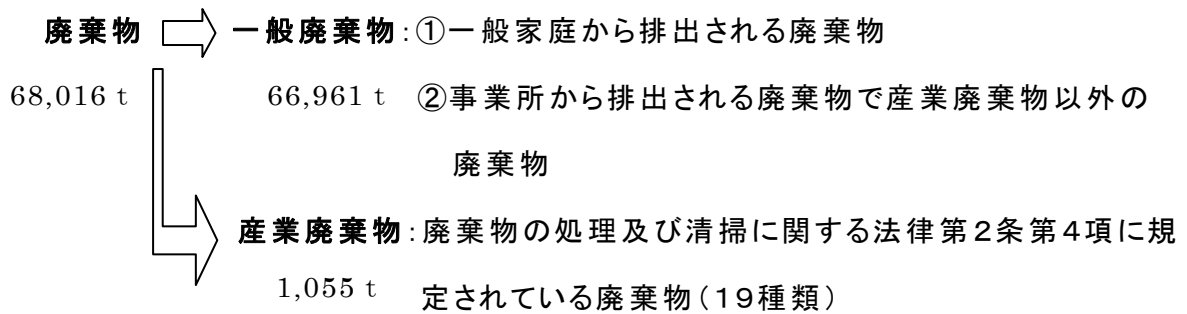 廃棄物 一般廃棄物:①一般家庭から排出される廃棄物
68,016 t 66,961 t ②事業所から排出される廃棄物で産業廃棄物以外の
廃棄物
産業廃棄物:廃棄物の処理及び清掃に関する法律第2条第4項に規
1,055 t 定されている廃棄物(19種類)